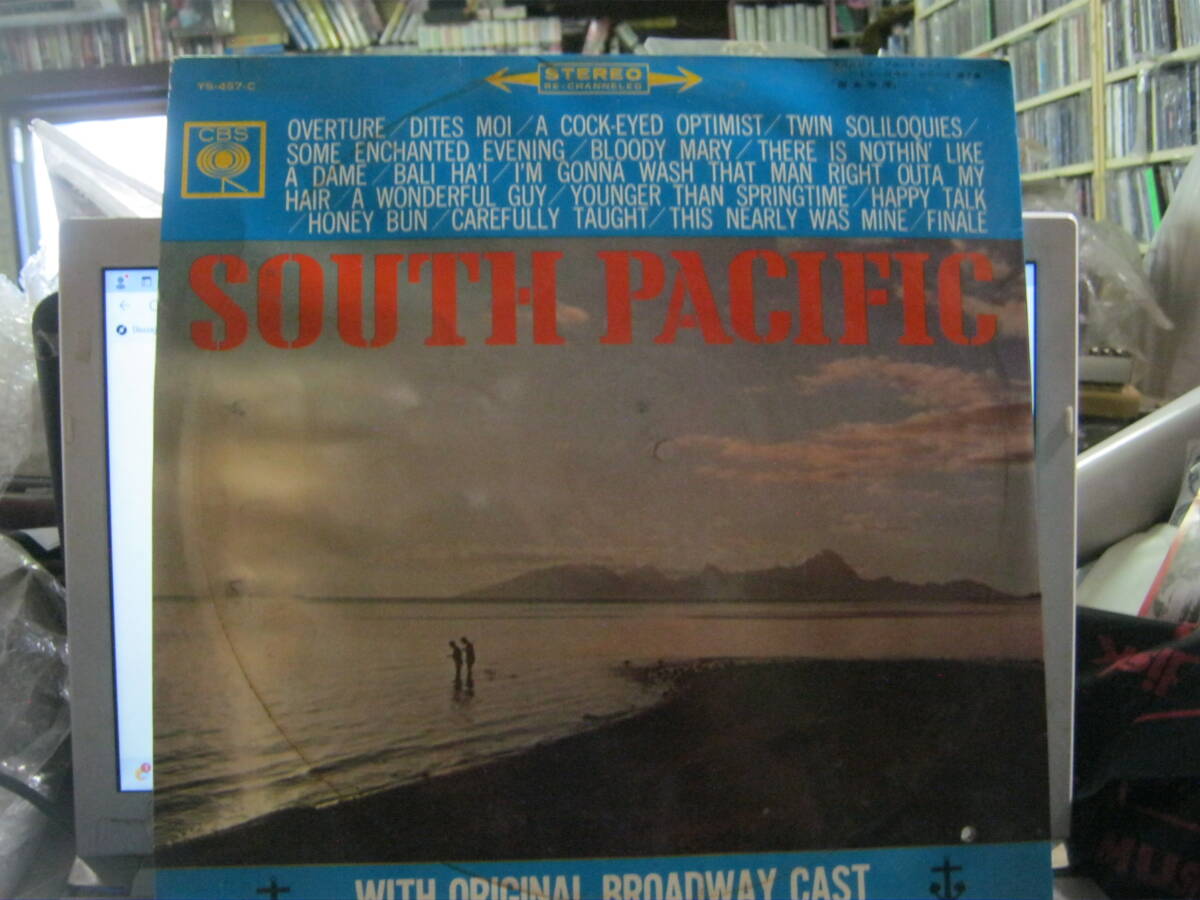 STEREO
RE-CHANNELED
YS-457-C
CBS
OVERTURE / DITES MOI / A COCK-EYED OPTIMIST / TWIN SOLILOQUIES /
SOME ENCHANTED EVENING / BLOODY MARY / THERE IS NOTHIN' LIKE
A DAME / BALI HA'I / I'M GONNA WASH THAT MAN RIGHT OUTA MY
HAIR / A WONDERFUL GUY / YOUNGER THAN SPRINGTIME / HAPPY TALK
/ HONEY BUN / CAREFULLY TAUGHT / THIS NEARLY WAS MINE / FINALE
SOUTH PACIFIC
WITH ORIGINAL BROADWAY CAST